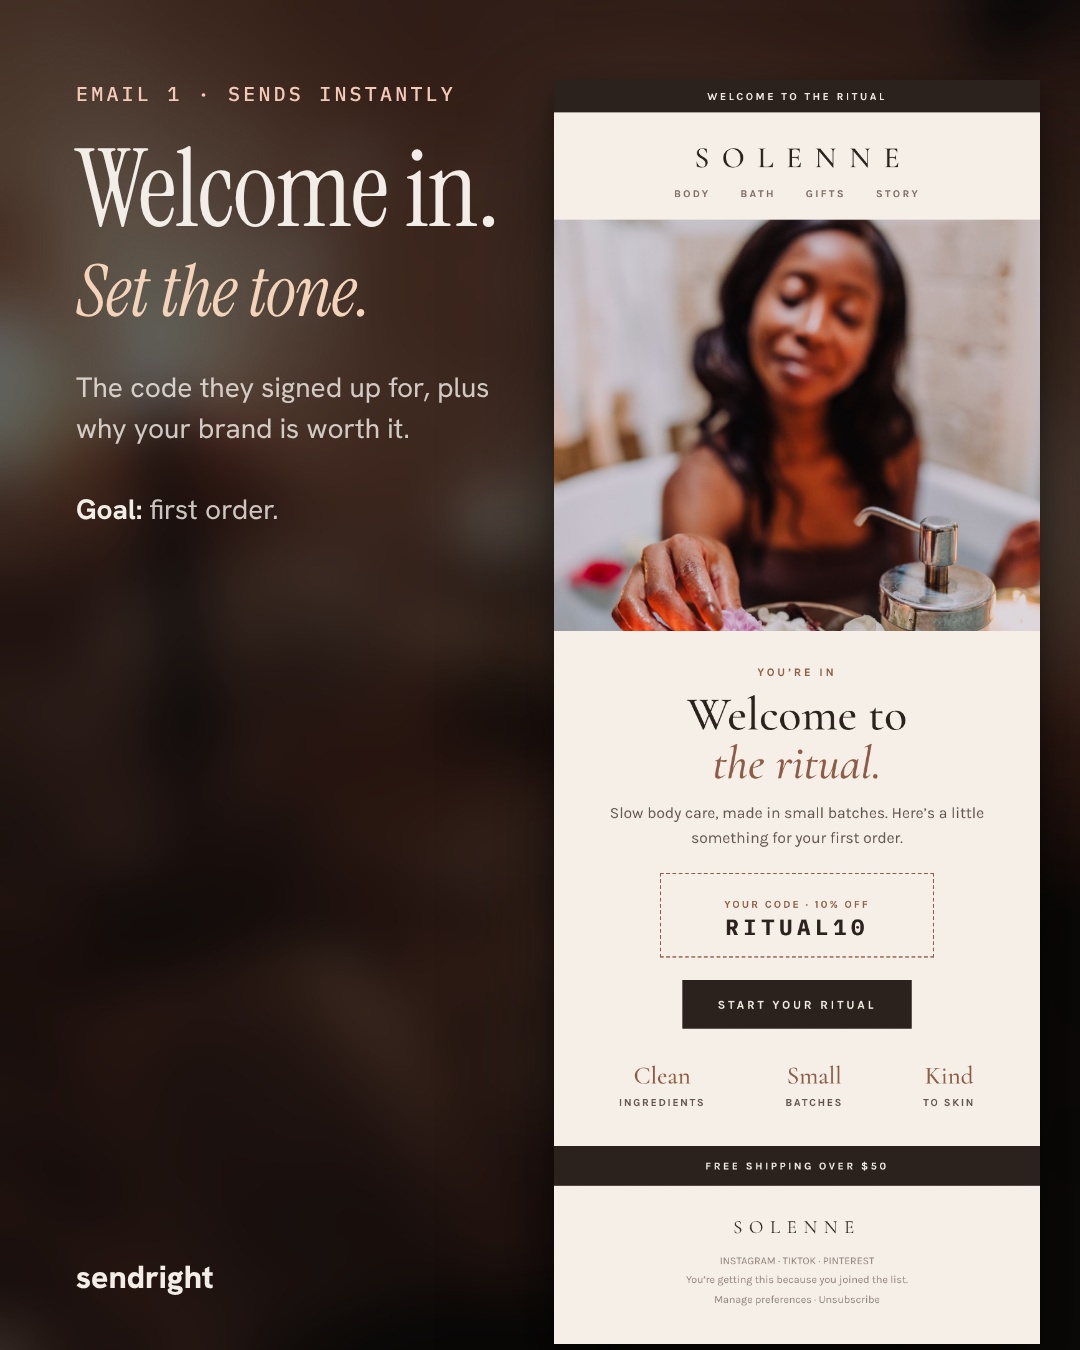 EMAIL 1 · SENDS INSTANTLY
Welcome in.
Set the tone.
The code they signed up for, plus
why your brand is worth it.
Goal: first order.
sendright
WELCOME TO THE RITUAL
SOLENNE
BODY BATH GIFTS STORY
YOU'RE IN
Welcome to
the ritual.
Slow body care, made in small batches. Here's a little
something for your first order.
YOUR CODE · 10% OFF
RITUAL10
START YOUR RITUAL
Clean Small Kind
INGREDIENTS BATCHES TO SKIN
FREE SHIPPING OVER $50
SOLENNE
INSTAGRAM · TIKTOK · PINTEREST
You're getting this because you joined the list.
Manage preferences · Unsubscribe